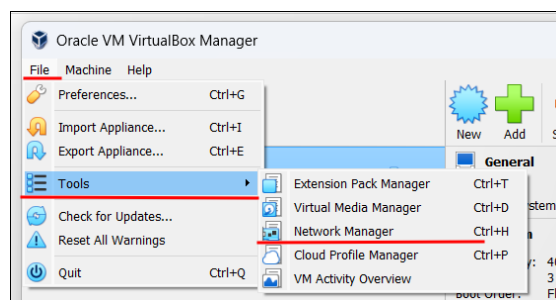 Oracle VM VirtualBox Manager
File Machine Help
Preferences... Ctrl+G
Import Appliance... Ctrl+I
Export Appliance... Ctrl+E
Tools
Check for Updates...
Reset All Warnings
Quit Ctrl+Q
Extension Pack Manager Ctrl+T
Virtual Media Manager Ctrl+D
Network Manager Ctrl+H
Cloud Profile Manager Ctrl+P
VM Activity Overview
New Add
General
Boot Order: